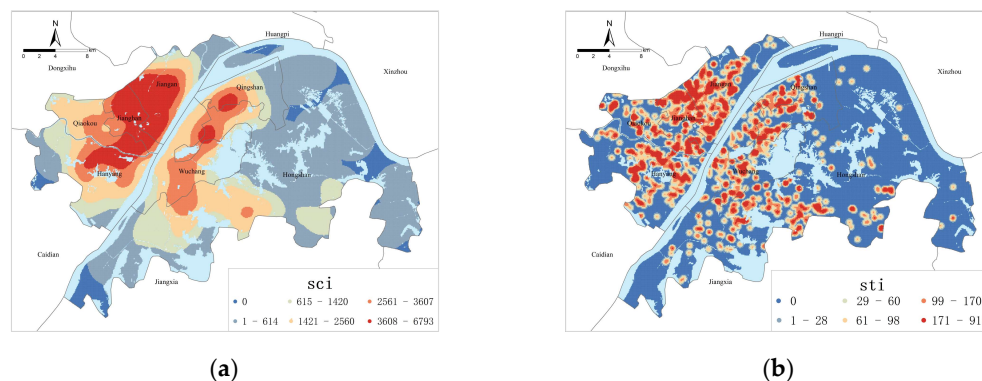 N
0 2 4 8 km
Huangpi
Dongxihu
Xinzhou
Jiangan
Qingshan
Qiaokou
Jianghan
Hanyang
Wuchang
Hongshan
Caidian
Jiangxia
sci
0
615 - 1420
2561 - 3607
1 - 614
1421 - 2560
3608 - 6793
(a)
N
0 2 4 8 km
Huangpi
Dongxihu
Xinzhou
Jiangan
Qingshan
Qiaokou
Jianghan
Hanyang
Wuchang
Hongshan
Caidian
Jiangxia
sti
0
29 - 60
99 - 170
1 - 28
61 - 98
171 - 91
(b)